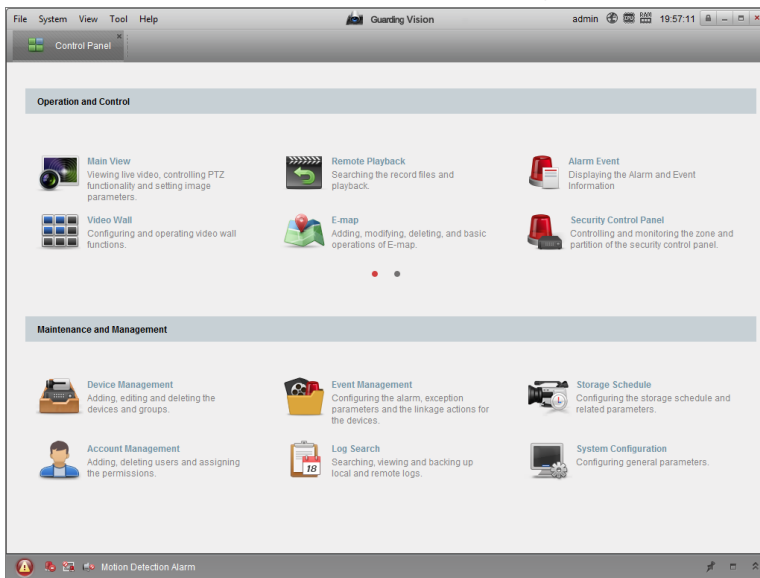 File System View Tool Help Guarding Vision admin CPU RAM 19:57:11
Control Panel
Operation and Control
Main View
Viewing live video, controlling PTZ
functionality and setting image
parameters.
Remote Playback
Searching the record files and
playback.
Alarm Event
Displaying the Alarm and Event
Information
Video Wall
Configuring and operating video wall
functions.
E-map
Adding, modifying, deleting, and basic
operations of E-map.
Security Control Panel
Controlling and monitoring the zone and
partition of the security control panel.
Maintenance and Management
Device Management
Adding, editing and deleting the
devices and groups.
Event Management
Configuring the alarm, exception
parameters and the linkage actions for
the devices.
Storage Schedule
Configuring the storage schedule and
related parameters.
Account Management
Adding, deleting users and assigning
the permissions.
18
Log Search
Searching, viewing and backing up
local and remote logs.
System Configuration
Configuring general parameters.
Motion Detection Alarm